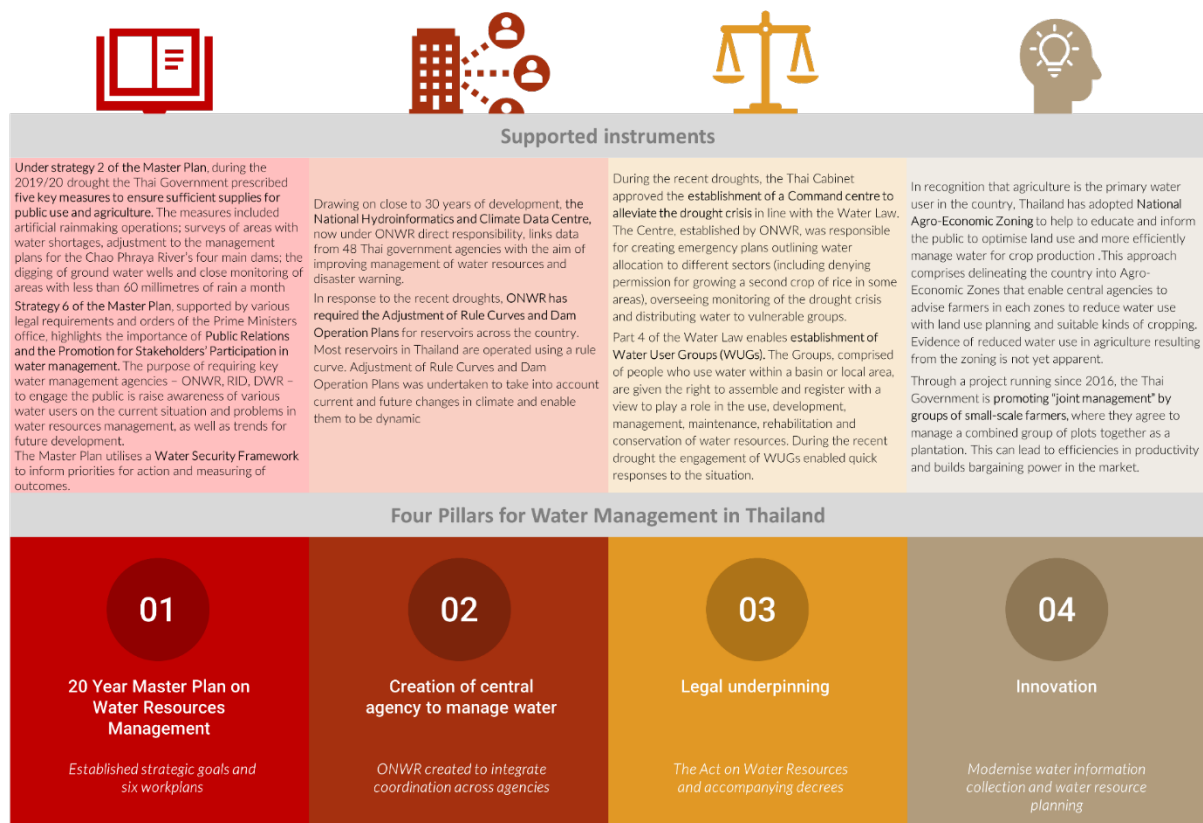 Supported instruments
Under strategy 2 of the Master Plan, during the
2019/20 drought the Thai Government prescribed
five key measures to ensure sufficient supplies for
public use and agriculture. The measures included
artificial rainmaking operations; surveys of areas with
water shortages, adjustment to the management
plans for the Chao Phraya River's four main dams; the
digging of ground water wells and close monitoring of
areas with less than 60 millimetres of rain a month
Strategy 6 of the Master Plan, supported by various
legal requirements and orders of the Prime Ministers
office, highlights the importance of Public Relations
and the Promotion for Stakeholders' Participation in
water management. The purpose of requiring key
water management agencies – ONWR, RID, DWR –
to engage the public is raise awareness of various
water users on the current situation and problems in
water resources management, as well as trends for
future development.
The Master Plan utilises a Water Security Framework
to inform priorities for action and measuring of
outcomes.
Drawing on close to 30 years of development, the
National Hydroinformatics and Climate Data Centre,
now under ONWR direct responsibility, links data
from 48 Thai government agencies with the aim of
improving management of water resources and
disaster warning.
In response to the recent droughts, ONWR has
required the Adjustment of Rule Curves and Dam
Operation Plans for reservoirs across the country.
Most reservoirs in Thailand are operated using a rule
curve. Adjustment of Rule Curves and Dam
Operation Plans was undertaken to take into account
current and future changes in climate and enable
them to be dynamic
During the recent droughts, the Thai Cabinet
approved the establishment of a Command centre to
alleviate the drought crisis in line with the Water Law.
The Centre, established by ONWR, was responsible
for creating emergency plans outlining water
allocation to different sectors (including denying
permission for growing a second crop of rice in some
areas), overseeing monitoring of the drought crisis
and distributing water to vulnerable groups.
Part 4 of the Water Law enables establishment of
Water User Groups (WUGs). The Groups, comprised
of people who use water within a basin or local area,
are given the right to assemble and register with a
view to play a role in the use, development,
management, maintenance, rehabilitation and
conservation of water resources. During the recent
drought the engagement of WUGs enabled quick
responses to the situation.
In recognition that agriculture is the primary water
user in the country, Thailand has adopted National
Agro-Economic Zoning to help to educate and inform
the public to optimise land use and more efficiently
manage water for crop production .This approach
comprises delineating the country into Agro-
Economic Zones that enable central agencies to
advise farmers in each zones to reduce water use
with land use planning and suitable kinds of cropping.
Evidence of reduced water use in agriculture resulting
from the zoning is not yet apparent.
Through a project running since 2016, the Thai
Government is promoting “joint management” by
groups of small-scale farmers, where they agree to
manage a combined group of plots together as a
plantation. This can lead to efficiencies in productivity
and builds bargaining power in the market.
Four Pillars for Water Management in Thailand
01
20 Year Master Plan on
Water Resources
Management
Established strategic goals and
six workplans
02
Creation of central
agency to manage water
ONWR created to integrate
coordination across agencies
03
Legal underpinning
The Act on Water Resources
and accompanying decrees
04
Innovation
Modernise water information
collection and water resource
planning